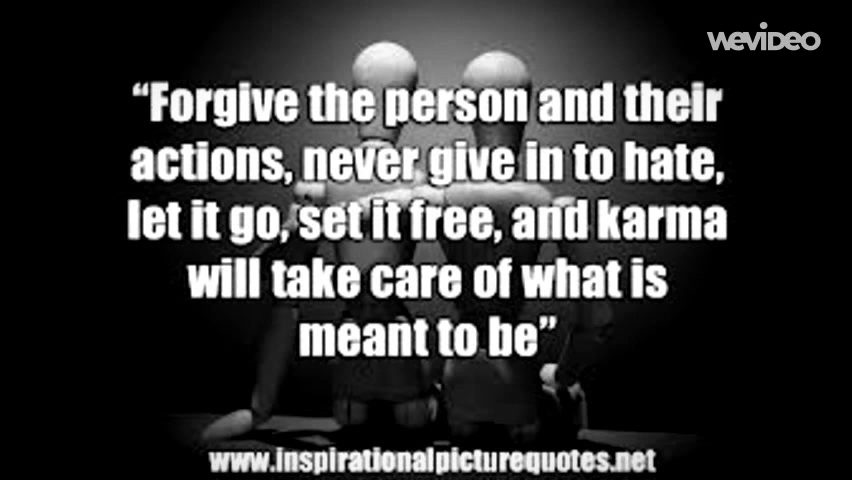 WEVIDEO
“Forgive the person and their
actions, never give in to hate,
let it go, set it free, and karma
will take care of what is
meant to be”
www.inspirationalpicturequotes.net